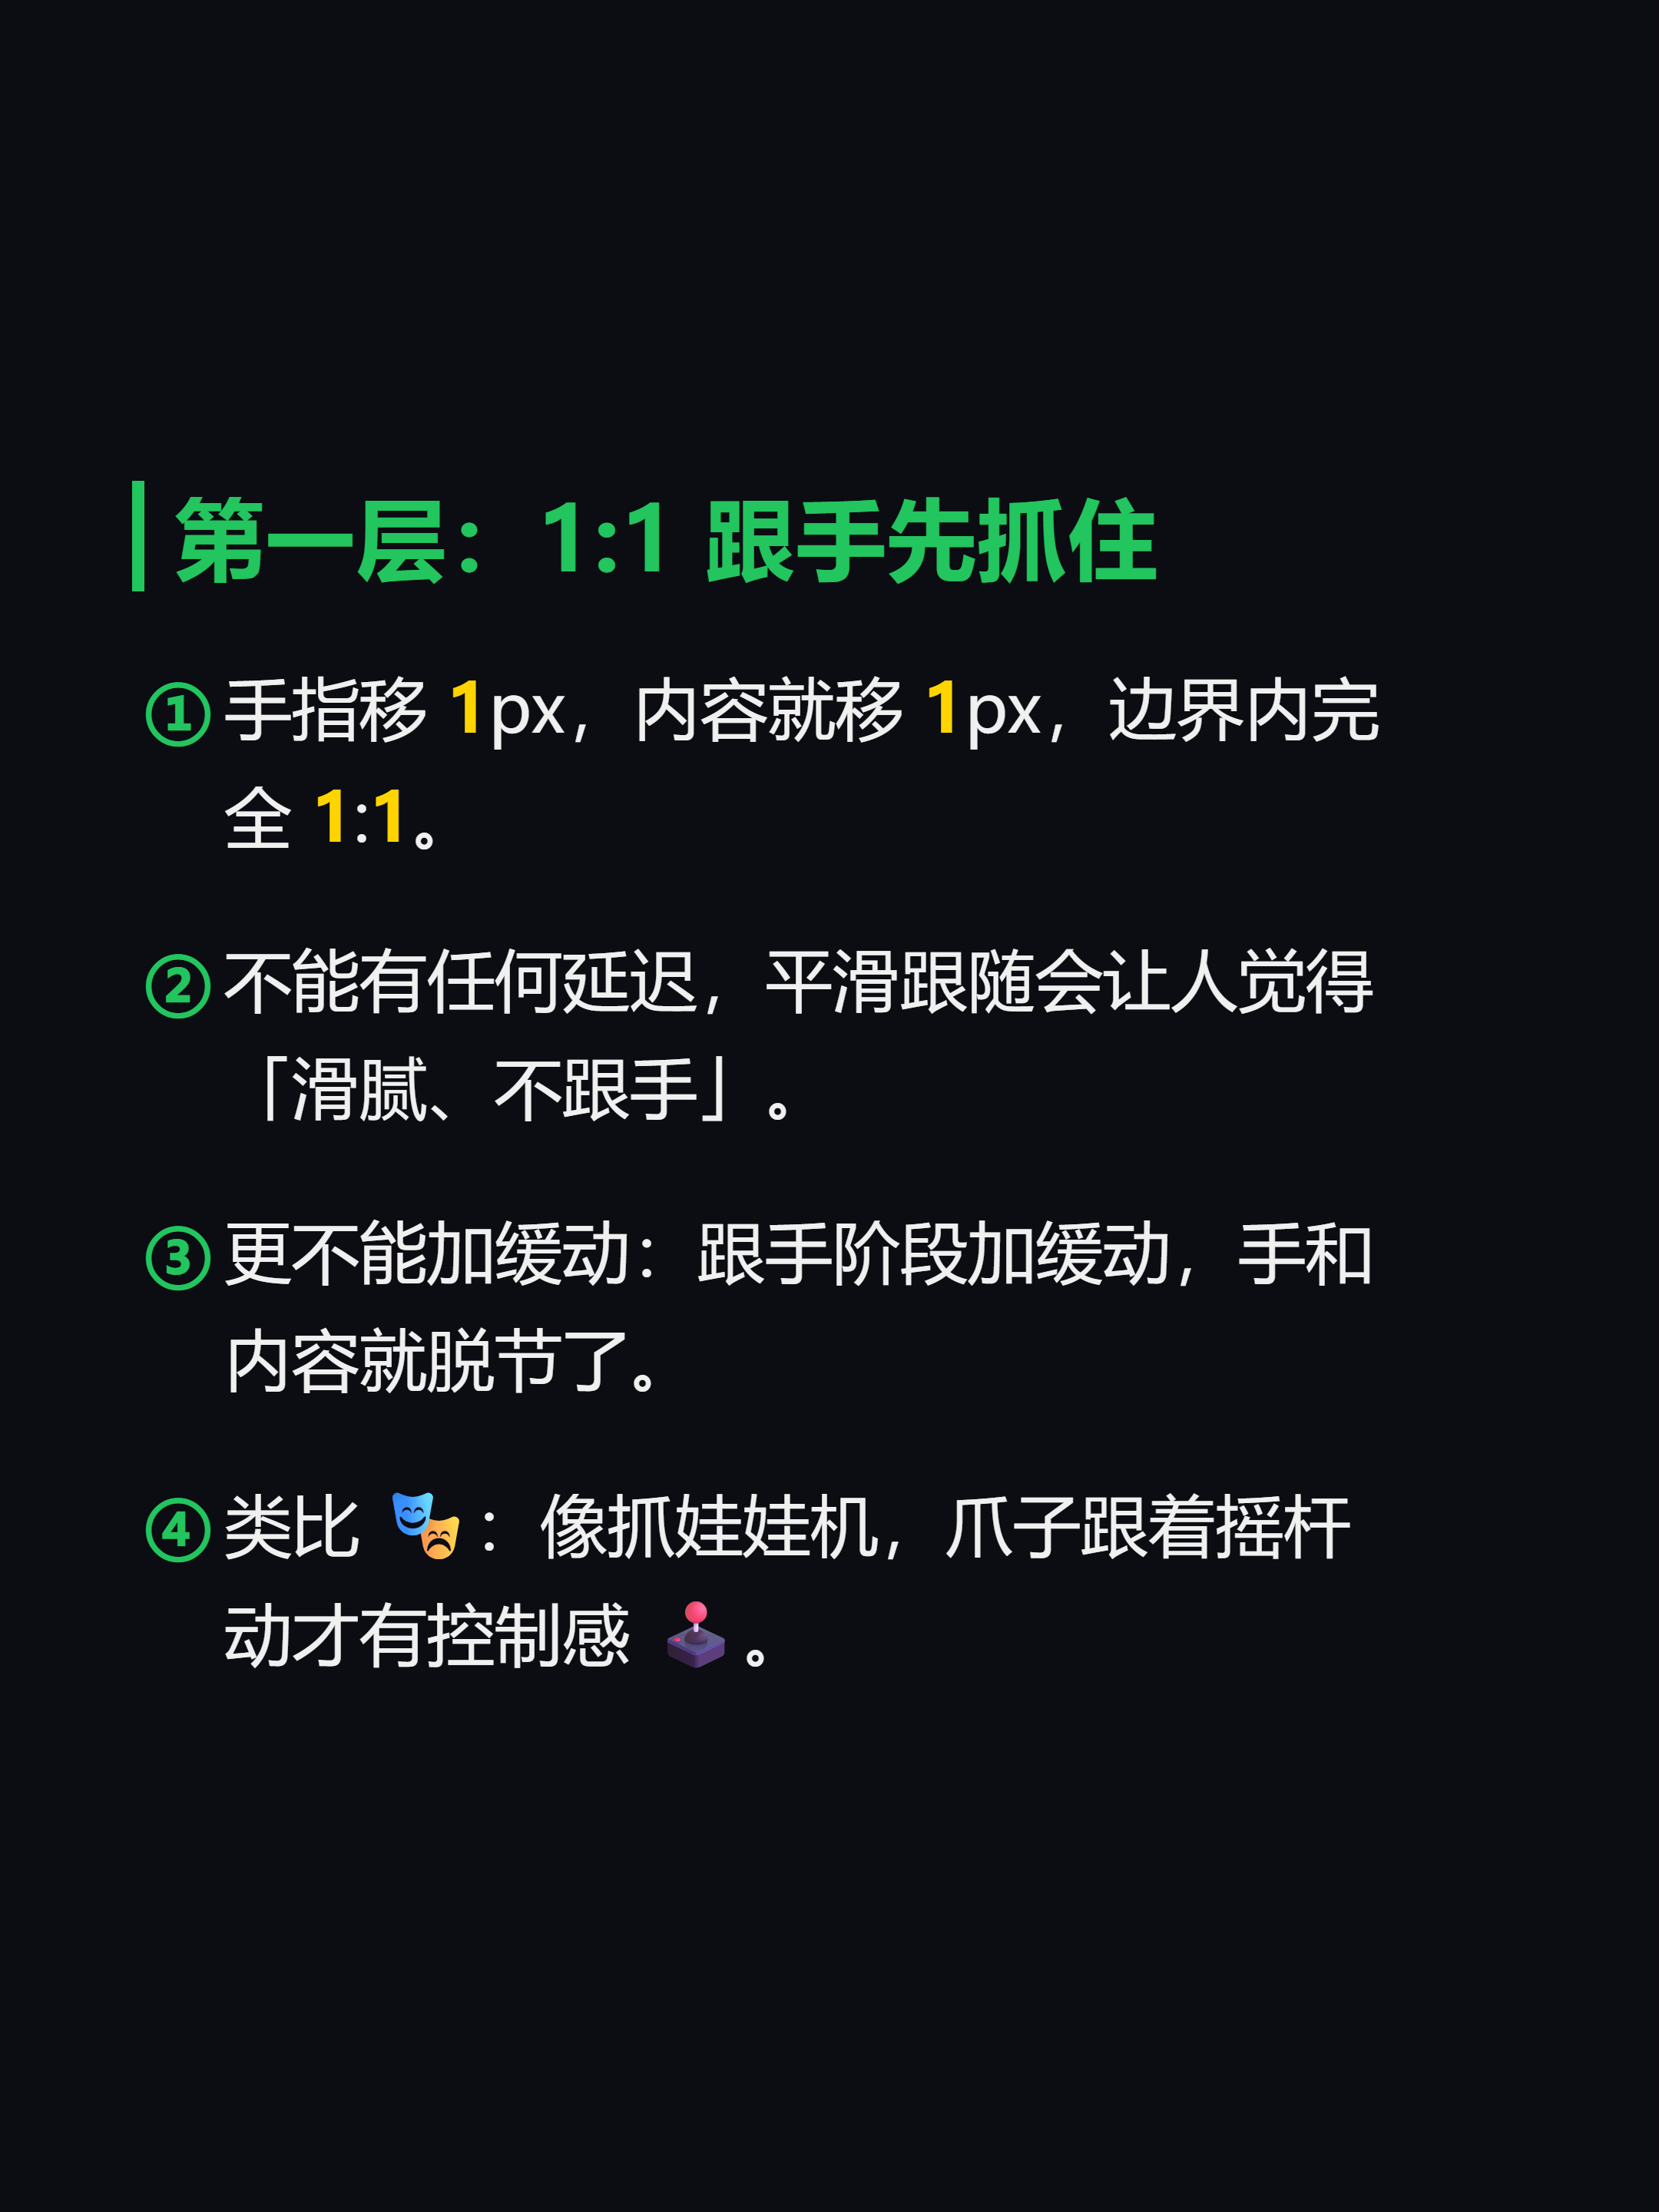 第一层：1:1 跟手先抓住
①手指移 1px，内容就移 1px，边界内完
全 1:1。
②不能有任何延迟，平滑跟随会让人觉得
「滑腻、不跟手」。
③更不能加缓动：跟手阶段加缓动，手和
内容就脱节了。
④类比 🎭：像抓娃娃机，爪子跟着摇杆
动才有控制感 🕹️。